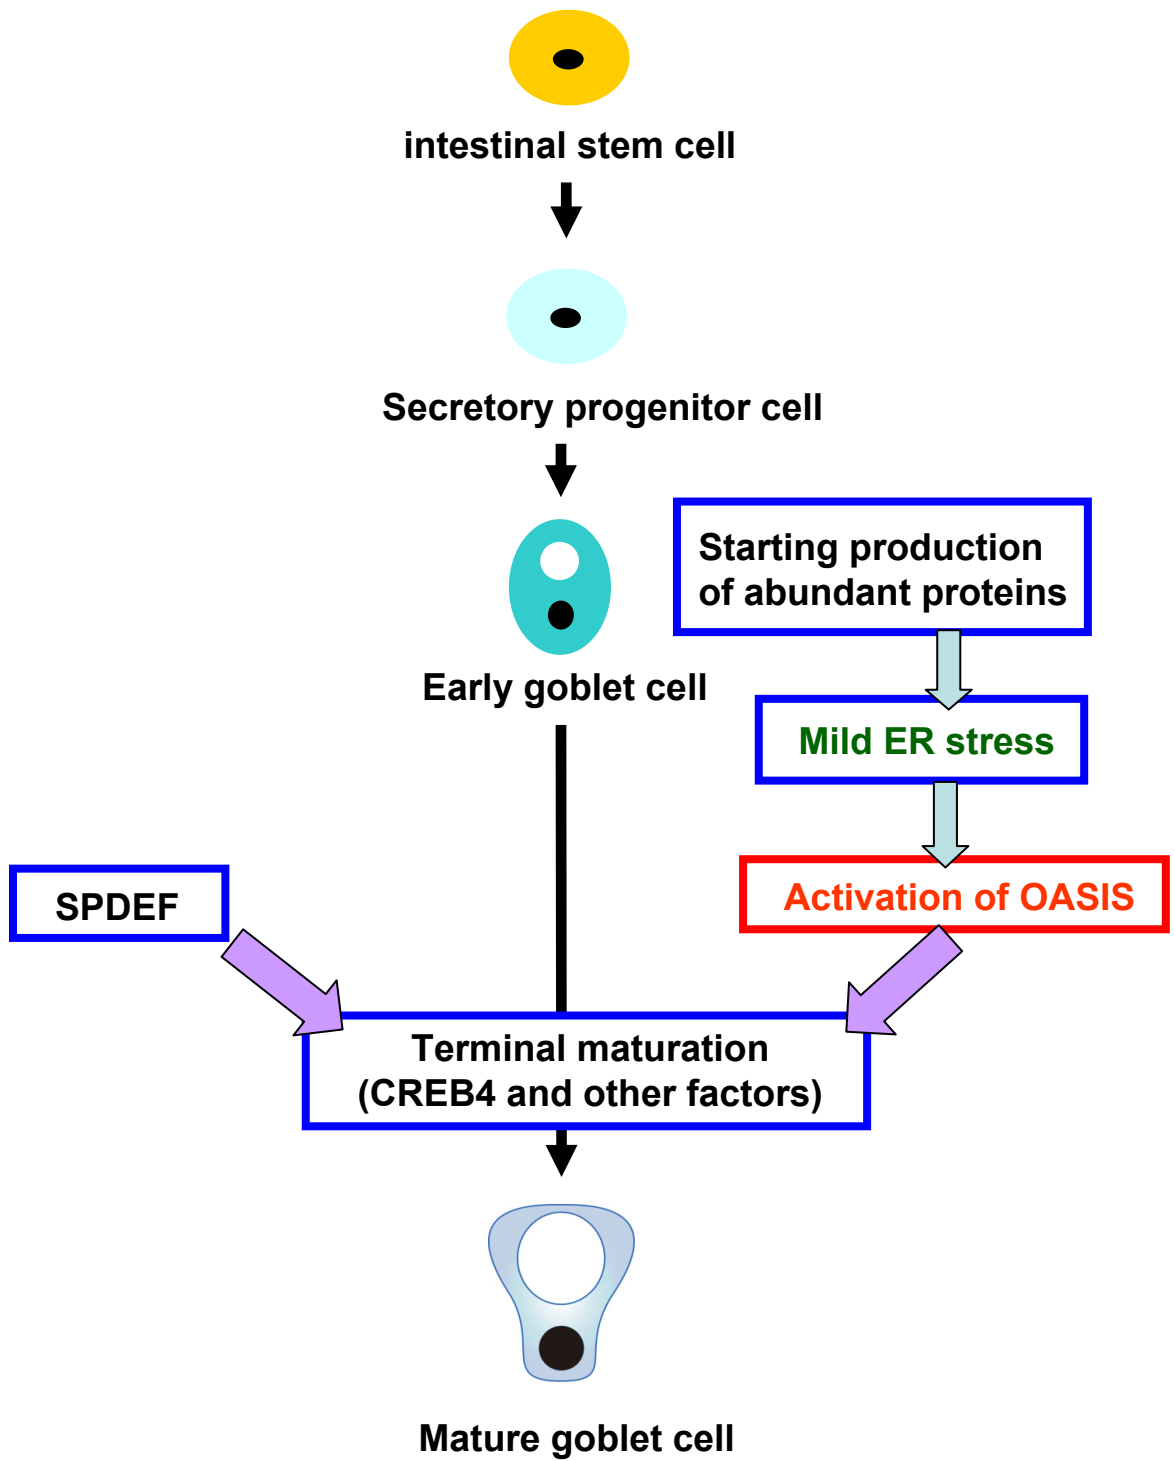 intestinal stem cell
Secretory progenitor cell
Starting production
of abundant proteins
Early goblet cell
Mild ER stress
SPDEF
Activation of OASIS
Terminal maturation
(CREB4 and other factors)
Mature goblet cell